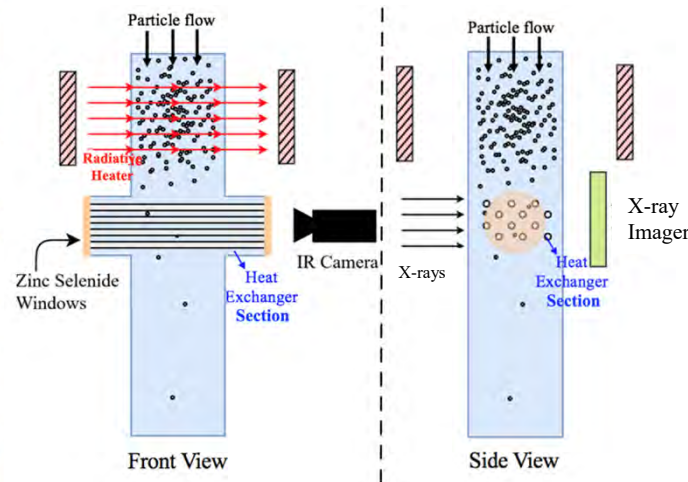 Particle flow
Radiative
Heater
Zinc Selenide
Windows
Heat
Exchanger
Section
IR Camera
Front View
Particle flow
X-rays
X-ray
Imager
Heat
Exchanger
Section
Side View